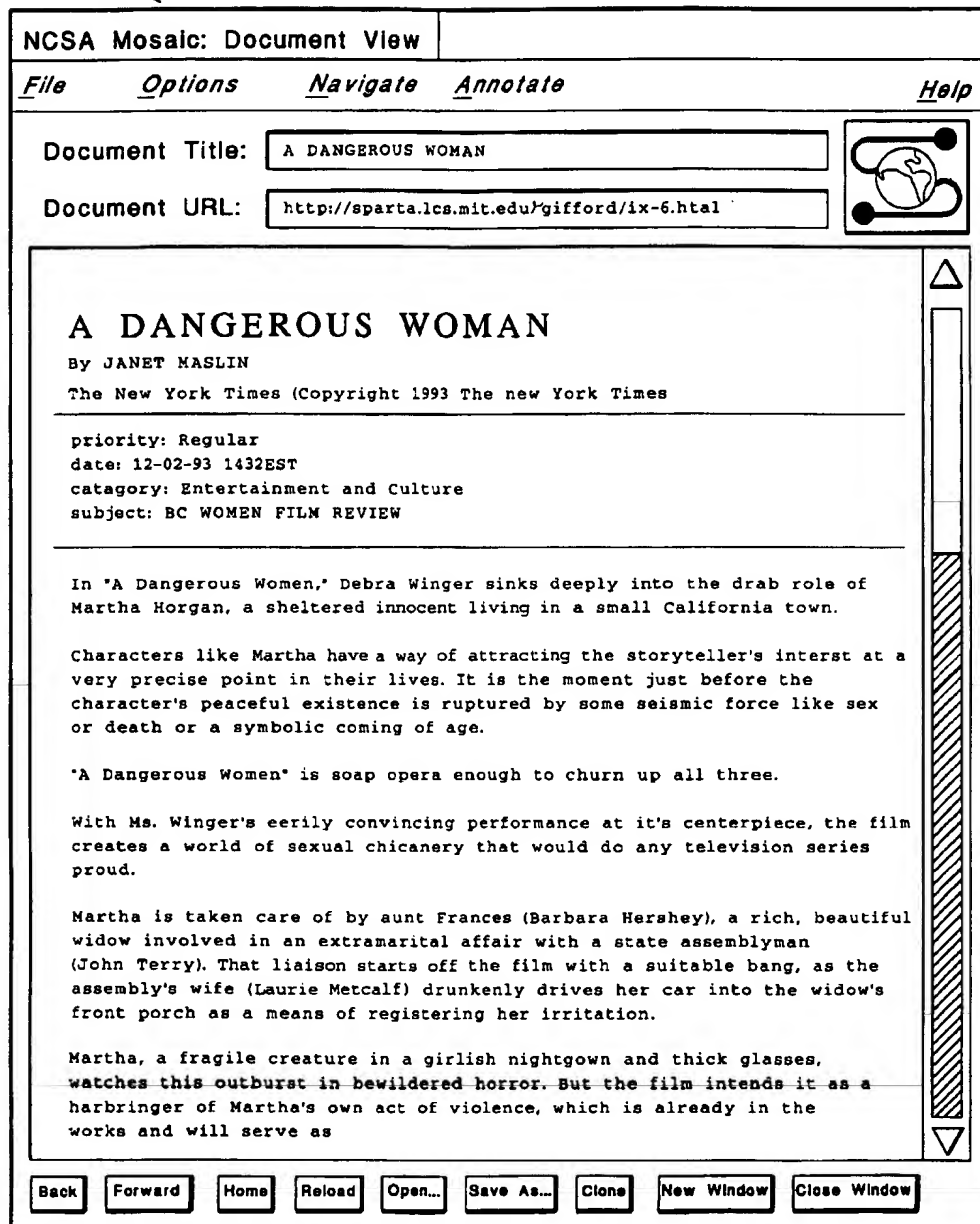 NCSA Mosaic: Document View
File Options Navigate Annotate Help
Document Title: A DANGEROUS WOMAN
Document URL: http://sparta.lcs.mit.edu/~gifford/ix-6.htal
A DANGEROUS WOMAN
By JANET MASLIN
The New York Times (Copyright 1993 The new York Times
priority: Regular
date: 12-02-93 1432EST
catagory: Entertainment and Culture
subject: BC WOMEN FILM REVIEW
In "A Dangerous Women," Debra Winger sinks deeply into the drab role of
Martha Horgan, a sheltered innocent living in a small California town.
Characters like Martha have a way of attracting the storyteller's interst at a
very precise point in their lives. It is the moment just before the
character's peaceful existence is ruptured by some seismic force like sex
or death or a symbolic coming of age.
"A Dangerous Women" is soap opera enough to churn up all three.
With Ms. Winger's eerily convincing performance at it's centerpiece, the film
creates a world of sexual chicanery that would do any television series
proud.
Martha is taken care of by aunt Frances (Barbara Hershey), a rich, beautiful
widow involved in an extramarital affair with a state assemblyman
(John Terry). That liaison starts off the film with a suitable bang, as the
assembly's wife (Laurie Metcalf) drunkenly drives her car into the widow's
front porch as a means of registering her irritation.
Martha, a fragile creature in a girlish nightgown and thick glasses,
watches this outburst in bewildered horror. But the film intends it as a
harbringer of Martha's own act of violence, which is already in the
works and will serve as
Back Forward Home Reload Open... Save As... Clone New Window Close Window